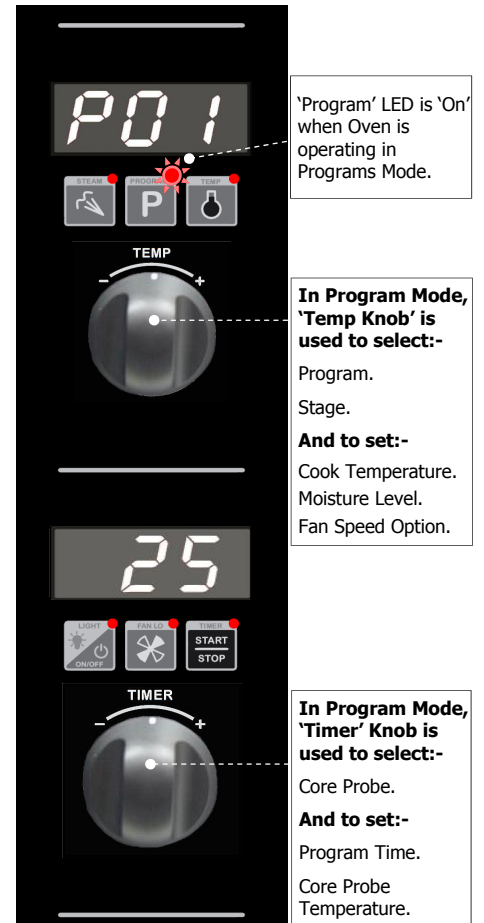 P01
‘Program’ LED is ‘On’
when Oven is
operating in
Programs Mode.
STEAM PROGRAM TEMP
P
TEMP
- +
In Program Mode,
‘Temp Knob’ is
used to select:-
Program.
Stage.
And to set:-
Cook Temperature.
Moisture Level.
Fan Speed Option.
25
LIGHT FAN LO TIMER
ON/OFF START
STOP
TIMER
- +
In Program Mode,
‘Timer’ Knob is
used to select:-
Core Probe.
And to set:-
Program Time.
Core Probe
Temperature.